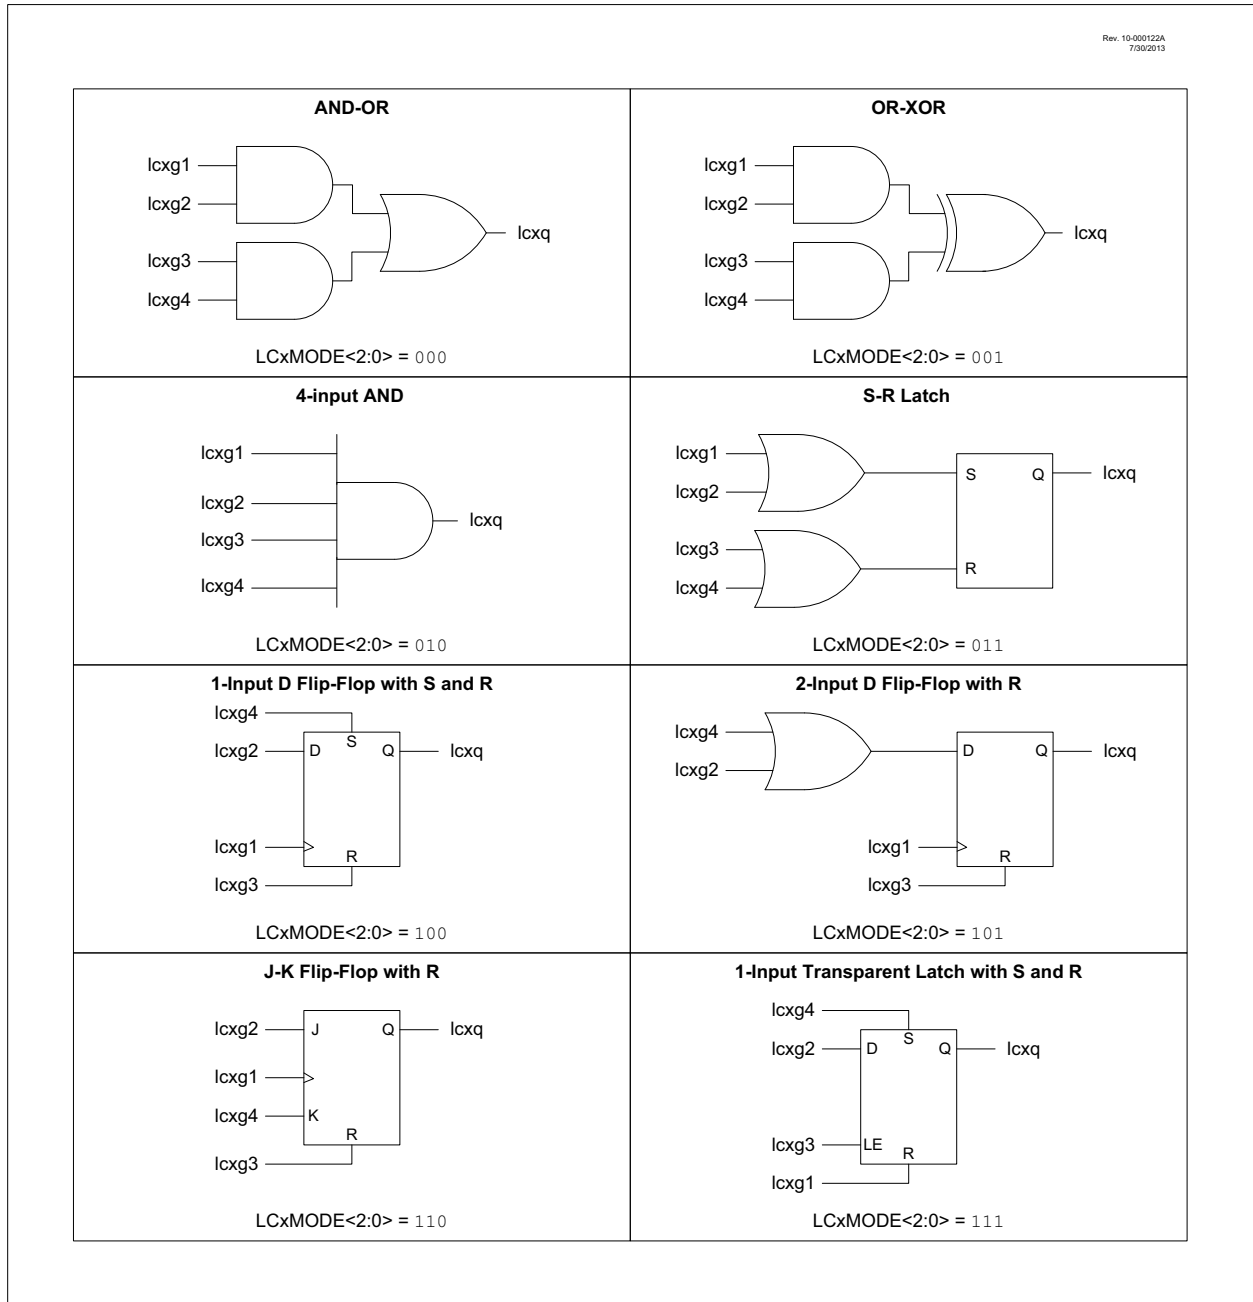 Rev. 10-000122A
7/30/2013
AND-OR
lcxg1
lcxg2
lcxg3
lcxg4
lcxq
LCxMODE<2:0> = 000
OR-XOR
lcxg1
lcxg2
lcxg3
lcxg4
lcxq
LCxMODE<2:0> = 001
4-input AND
lcxg1
lcxg2
lcxg3
lcxg4
lcxq
LCxMODE<2:0> = 010
S-R Latch
lcxg1
lcxg2
lcxg3
lcxg4
S
Q
lcxq
R
LCxMODE<2:0> = 011
1-Input D Flip-Flop with S and R
lcxg4
S
lcxg2
D
Q
lcxq
lcxg1
R
lcxg3
LCxMODE<2:0> = 100
2-Input D Flip-Flop with R
lcxg4
lcxg2
D
Q
lcxq
lcxg1
R
lcxg3
LCxMODE<2:0> = 101
J-K Flip-Flop with R
lcxg2
J
Q
lcxq
lcxg1
lcxg4
K
R
lcxg3
LCxMODE<2:0> = 110
1-Input Transparent Latch with S and R
lcxg4
S
lcxg2
D
Q
lcxq
lcxg3
LE
R
lcxg1
LCxMODE<2:0> = 111